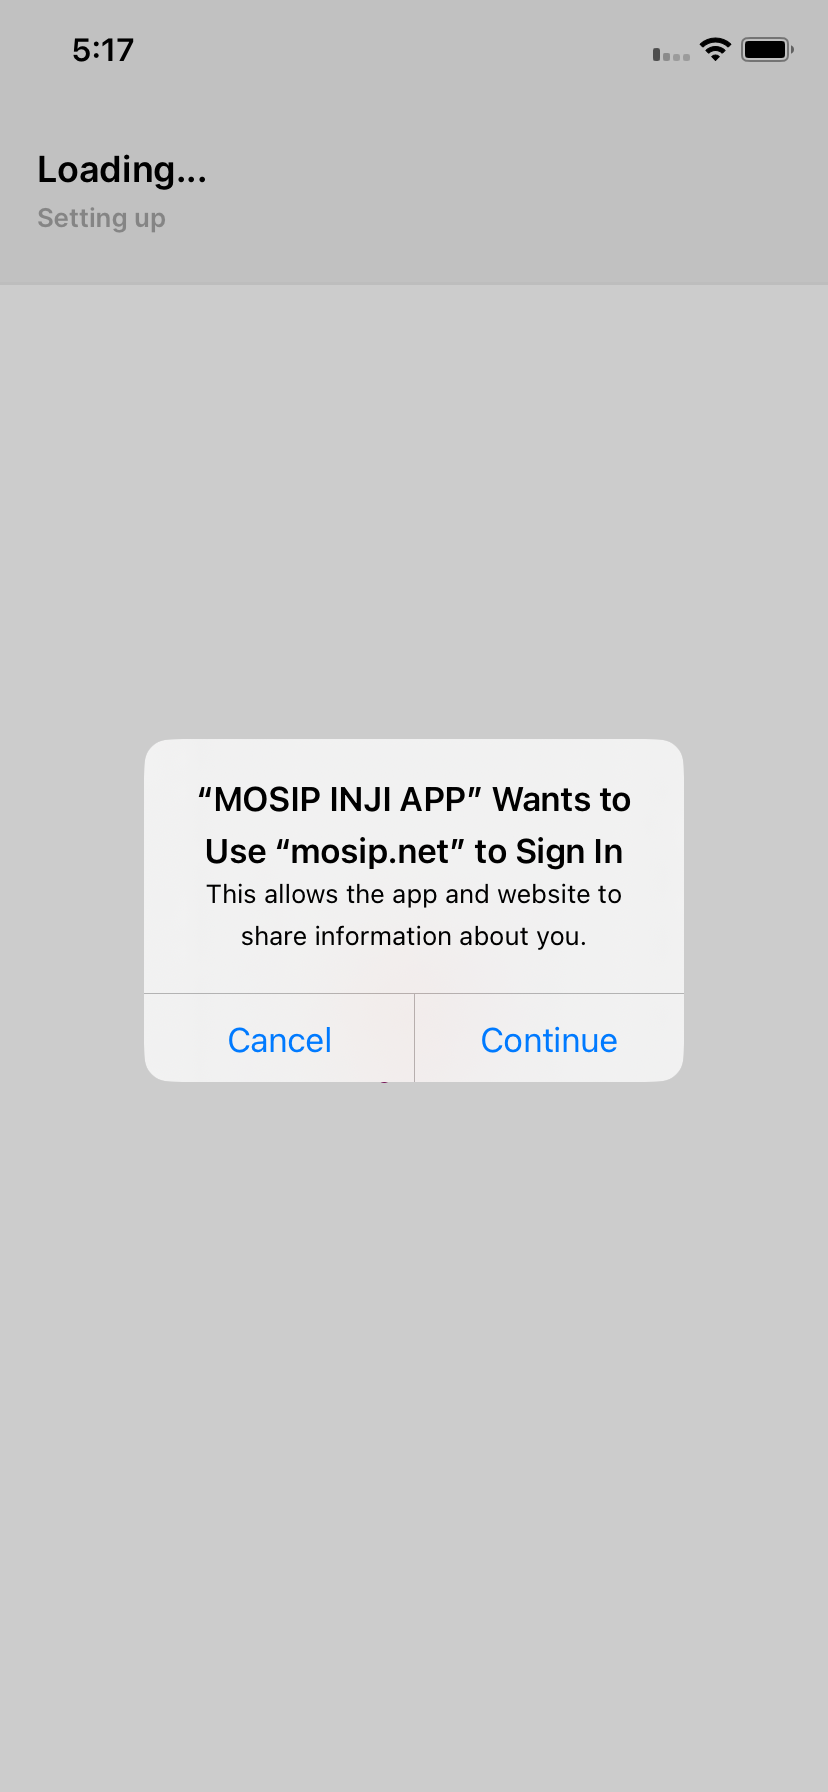 5:17
Loading...
Setting up
“MOSIP INJI APP” Wants to
Use “mosip.net” to Sign In
This allows the app and website to
share information about you.
Cancel
Continue